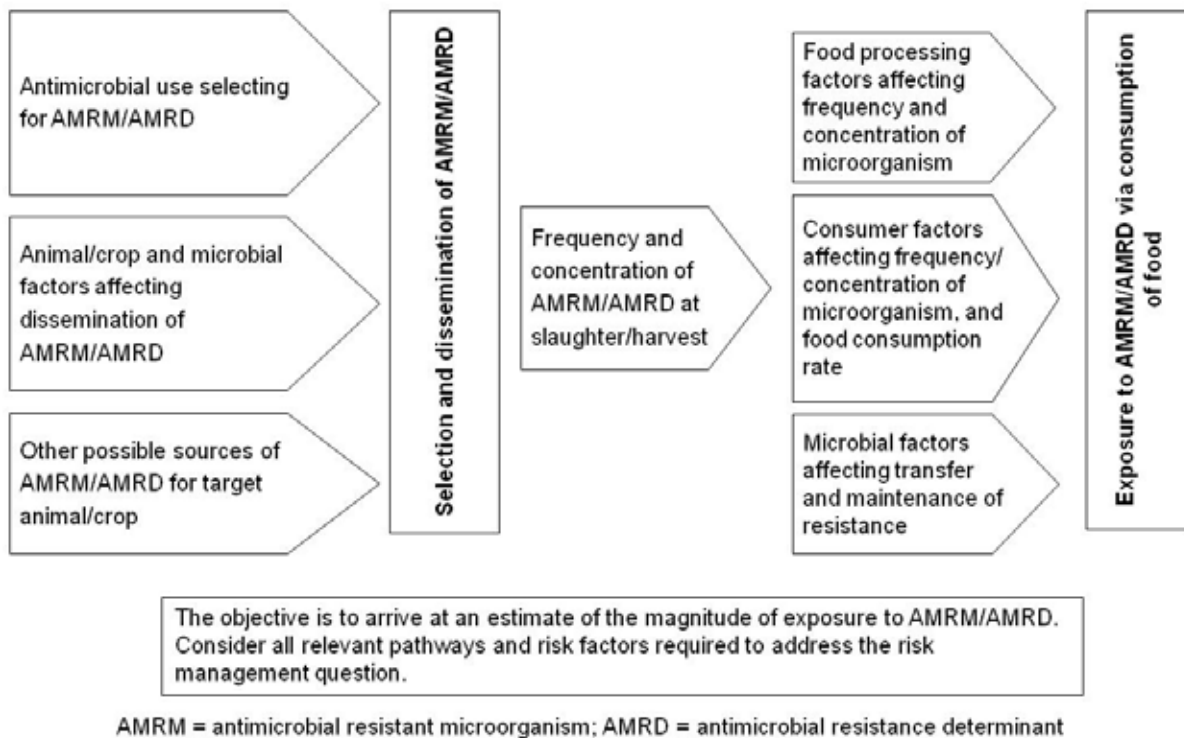 Antimicrobial use selecting
for AMRM/AMRD
Animal/crop and microbial
factors affecting
dissemination of
AMRM/AMRD
Other possible sources of
AMRM/AMRD for target
animal/crop
Selection and dissemination of AMRM/AMRD
Frequency and
concentration of
AMRM/AMRD at
slaughter/harvest
Food processing
factors affecting
frequency and
concentration of
microorganism
Consumer factors
affecting frequency/
concentration of
microorganism, and
food consumption
rate
Microbial factors
affecting transfer
and maintenance of
resistance
Exposure to AMRM/AMRD via consumption
of food
The objective is to arrive at an estimate of the magnitude of exposure to AMRM/AMRD.
Consider all relevant pathways and risk factors required to address the risk
management question.
AMRM = antimicrobial resistant microorganism; AMRD = antimicrobial resistance determinant